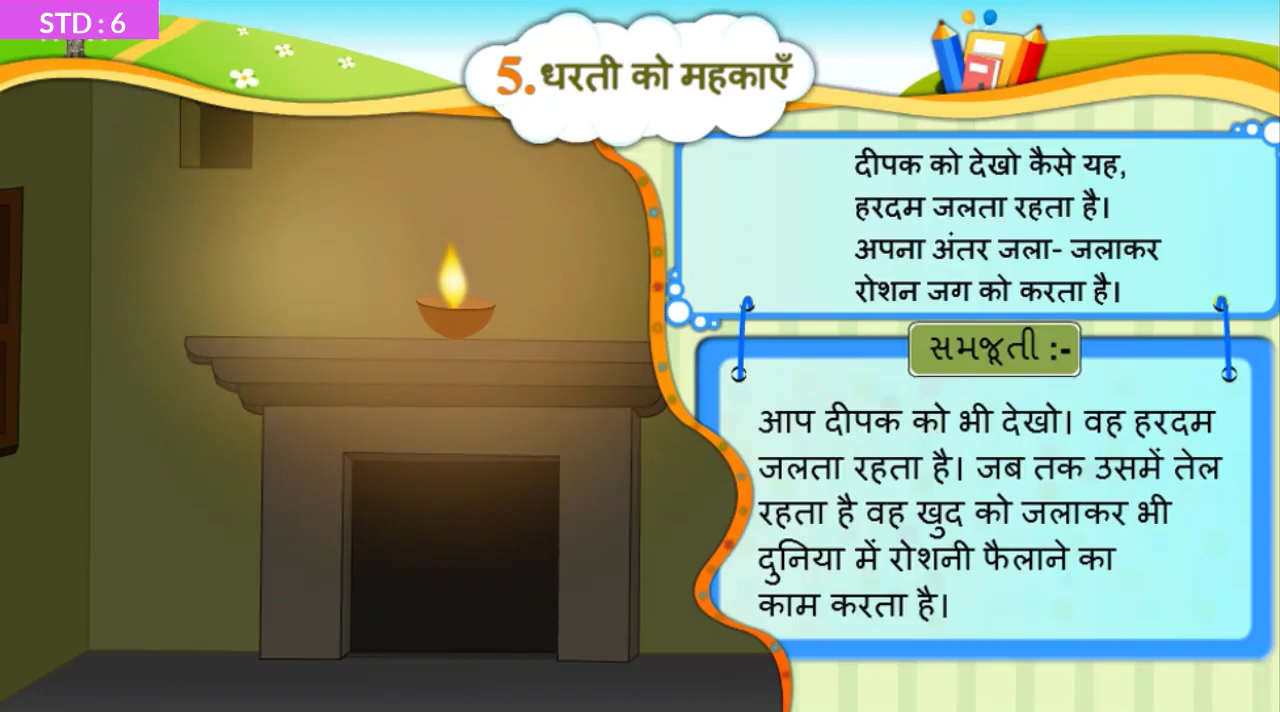 STD : 6
5. धरती को महकाएँ
दीपक को देखो कैसे यह,
हरदम जलता रहता है।
अपना अंतर जला- जलाकर
रोशन जग को करता है।
સમજૂતી :-
आप दीपक को भी देखो। वह हरदम
जलता रहता है। जब तक उसमें तेल
रहता है वह खुद को जलाकर भी
दुनिया में रोशनी फैलाने का
काम करता है।